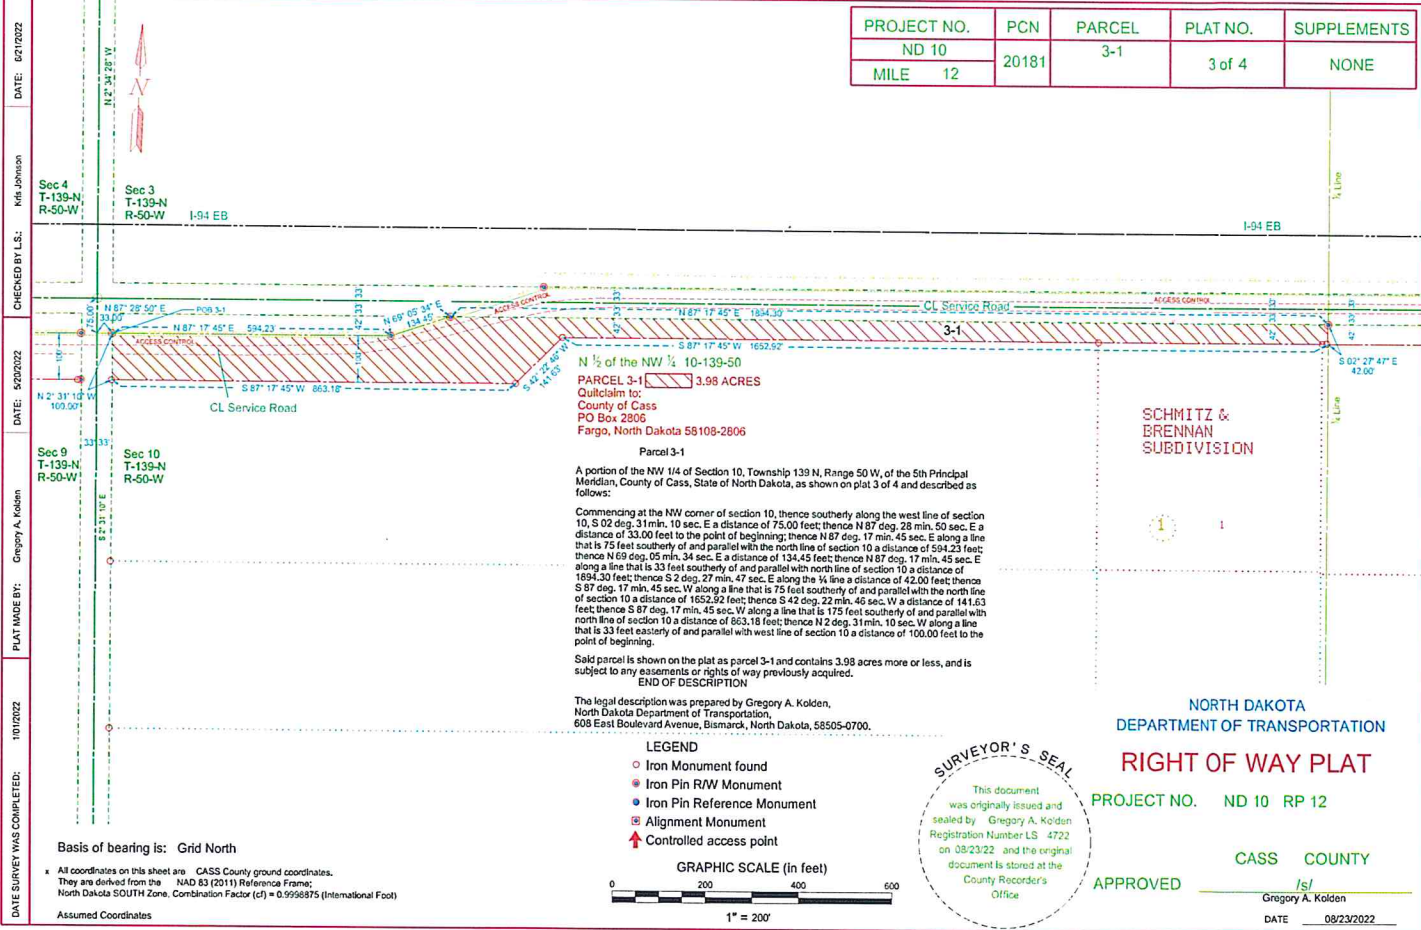 PROJECT NO. PCN PARCEL PLAT NO. SUPPLEMENTS
ND 10
MILE 12
20181
3-1
3 of 4
NONE
DATE: 6/21/2022
CHECKED BY L.S.: Kris Johnson
DATE: 5/20/2022
PLAT MADE BY: Gregory A. Kolden
DATE SURVEY WAS COMPLETED: 1/01/2022
N 2° 34' 28" W
N
Sec 4
T-139-N
R-50-W
Sec 3
T-139-N
R-50-W
I-94 EB
I-94 EB
¼ Line
N 87° 28' 50" E
33.00'
75.00'
POB 3-1
N 87° 17' 45" E 594.23'
ACCESS CONTROL
42' 33' 33'
N 69° 05' 34" E
134.45'
ACCESS CONTROL
42' 33' 33'
N 87° 17' 45" E 1894.30'
CL Service Road
ACCESS CONTROL
3-1
42' 33' 33'
42' 33' 33'
100'
100'
S 87° 17' 45" W 863.18'
S 42° 22' 46" W
141.63'
S 87° 17' 45" W 1652.92'
S 02° 27' 47" E
42.00'
N 2° 31' 10" W
100.00'
CL Service Road
33' 33'
¼ Line
Sec 9
T-139-N
R-50-W
Sec 10
T-139-N
R-50-W
S 2° 31' 10" E
N ½ of the NW ¼ 10-139-50
PARCEL 3-1 3.98 ACRES
Quitclaim to:
County of Cass
PO Box 2806
Fargo, North Dakota 58108-2806
SCHMITZ &
BRENNAN
SUBDIVISION
1 1
Parcel 3-1
A portion of the NW 1/4 of Section 10, Township 139 N, Range 50 W, of the 5th Principal
Meridian, County of Cass, State of North Dakota, as shown on plat 3 of 4 and described as
follows:
Commencing at the NW corner of section 10, thence southerly along the west line of section
10, S 02 deg. 31min. 10 sec. E a distance of 75.00 feet; thence N 87 deg. 28 min. 50 sec. E a
distance of 33.00 feet to the point of beginning; thence N 87 deg. 17 min. 45 sec. E along a line
that is 75 feet southerly of and parallel with the north line of section 10 a distance of 594.23 feet;
thence N 69 deg. 05 min. 34 sec. E a distance of 134.45 feet; thence N 87 deg. 17 min. 45 sec. E
along a line that is 33 feet southerly of and parallel with north line of section 10 a distance of
1894.30 feet; thence S 2 deg. 27 min. 47 sec. E along the ¼ line a distance of 42.00 feet; thence
S 87 deg. 17 min. 45 sec. W along a line that is 75 feet southerly of and parallel with the north line
of section 10 a distance of 1652.92 feet; thence S 42 deg. 22 min. 46 sec. W a distance of 141.63
feet; thence S 87 deg. 17 min. 45 sec. W along a line that is 175 feet southerly of and parallel with
north line of section 10 a distance of 863.18 feet; thence N 2 deg. 31min. 10 sec. W along a line
that is 33 feet easterly of and parallel with west line of section 10 a distance of 100.00 feet to the
point of beginning.
Said parcel is shown on the plat as parcel 3-1 and contains 3.98 acres more or less, and is
subject to any easements or rights of way previously acquired.
END OF DESCRIPTION
The legal description was prepared by Gregory A. Kolden,
North Dakota Department of Transportation,
608 East Boulevard Avenue, Bismarck, North Dakota, 58505-0700.
LEGEND
Iron Monument found
Iron Pin R/W Monument
Iron Pin Reference Monument
Alignment Monument
Controlled access point
GRAPHIC SCALE (in feet)
0 200 400 600
1" = 200'
SURVEYOR'S SEAL
This document
was originally issued and
sealed by Gregory A. Kolden
Registration Number LS 4722
on 08/23/22 and the original
document is stored at the
County Recorder's
Office
NORTH DAKOTA
DEPARTMENT OF TRANSPORTATION
RIGHT OF WAY PLAT
PROJECT NO. ND 10 RP 12
CASS COUNTY
APPROVED /s/
Gregory A. Kolden
DATE 08/23/2022
Basis of bearing is: Grid North
x All coordinates on this sheet are CASS County ground coordinates.
They are derived from the NAD 83 (2011) Reference Frame;
North Dakota SOUTH Zone, Combination Factor (cf) = 0.9998875 (International Foot)
Assumed Coordinates